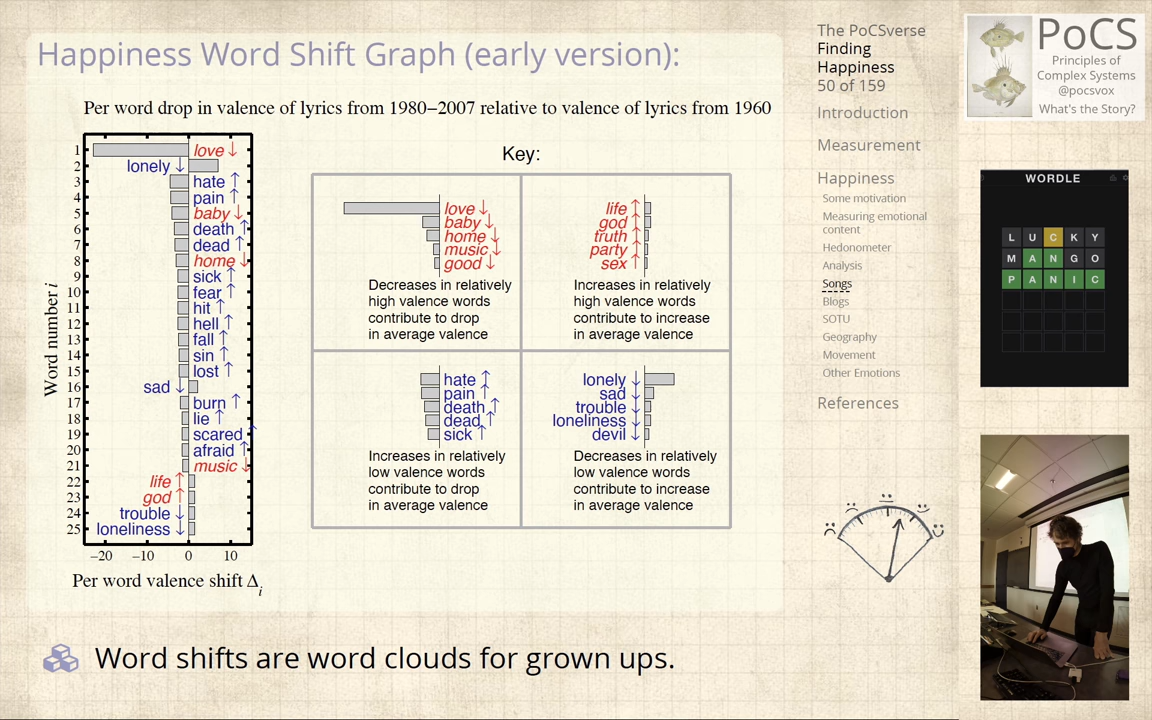 Happiness Word Shift Graph (early version):
Per word drop in valence of lyrics from 1980−2007 relative to valence of lyrics from 1960
Word number i
1 love ↓
2 lonely ↓
3 hate ↑
4 pain ↑
5 baby ↓
6 death ↑
7 dead ↑
8 home ↓
9 sick ↑
10 fear ↑
11 hit ↑
12 hell ↑
13 fall ↑
14 sin ↑
15 lost ↑
16 sad ↓
17 burn ↑
18 lie ↑
19 scared ↑
20 afraid ↑
21 music ↓
22 life ↑
23 god ↑
24 trouble ↓
25 loneliness ↓
−20 −10 0 10
Per word valence shift Δi
Key:
love ↓
baby ↓
home ↓
music ↓
good ↓
Decreases in relatively
high valence words
contribute to drop
in average valence
life ↑
god ↑
truth ↑
party ↑
sex ↑
Increases in relatively
high valence words
contribute to increase
in average valence
hate ↑
pain ↑
death ↑
dead ↑
sick ↑
Increases in relatively
low valence words
contribute to drop
in average valence
lonely ↓
sad ↓
trouble ↓
loneliness ↓
devil ↓
Decreases in relatively
low valence words
contribute to increase
in average valence
Word shifts are word clouds for grown ups.
The PoCSverse
Finding
Happiness
50 of 159
Introduction
Measurement
Happiness
Some motivation
Measuring emotional
content
Hedonometer
Analysis
Songs
Blogs
SOTU
Geography
Movement
Other Emotions
References
PoCS
Principles of
Complex Systems
@pocsvox
What's the Story?
WORDLE
LUCKY
MANGO
PANIC